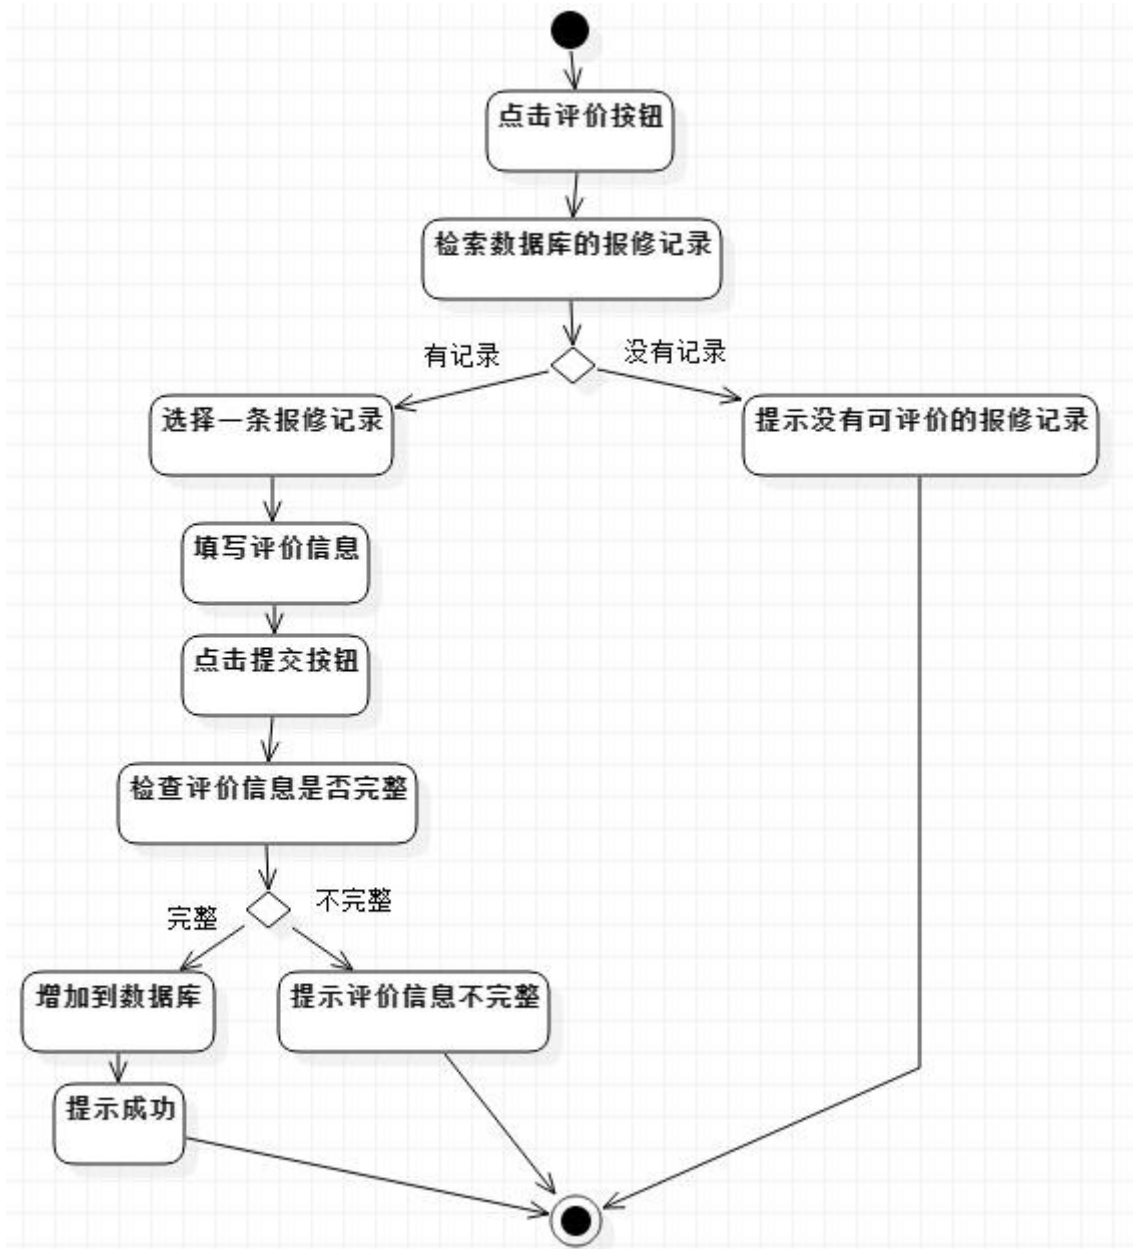 点击评价按钮
检索数据库的报修记录
有记录
没有记录
选择一条报修记录
提示没有可评价的报修记录
填写评价信息
点击提交按钮
检查评价信息是否完整
完整
不完整
增加到数据库
提示评价信息不完整
提示成功